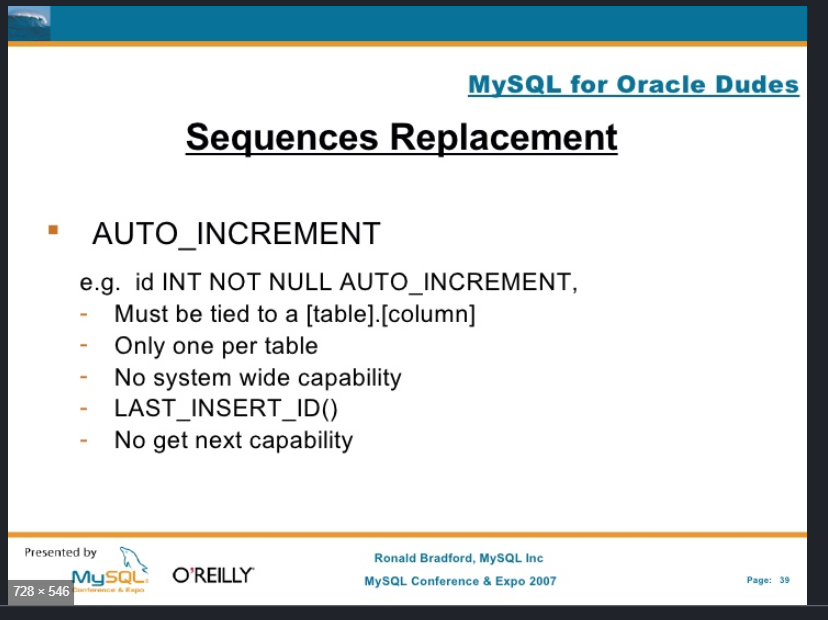 MySQL for Oracle Dudes
Sequences Replacement
▪ AUTO_INCREMENT
e.g. id INT NOT NULL AUTO_INCREMENT,
- Must be tied to a [table].[column]
- Only one per table
- No system wide capability
- LAST_INSERT_ID()
- No get next capability
Presented by
MySQL
Conference & Expo
O'REILLY
Ronald Bradford, MySQL Inc
MySQL Conference & Expo 2007
Page: 39
728 × 546